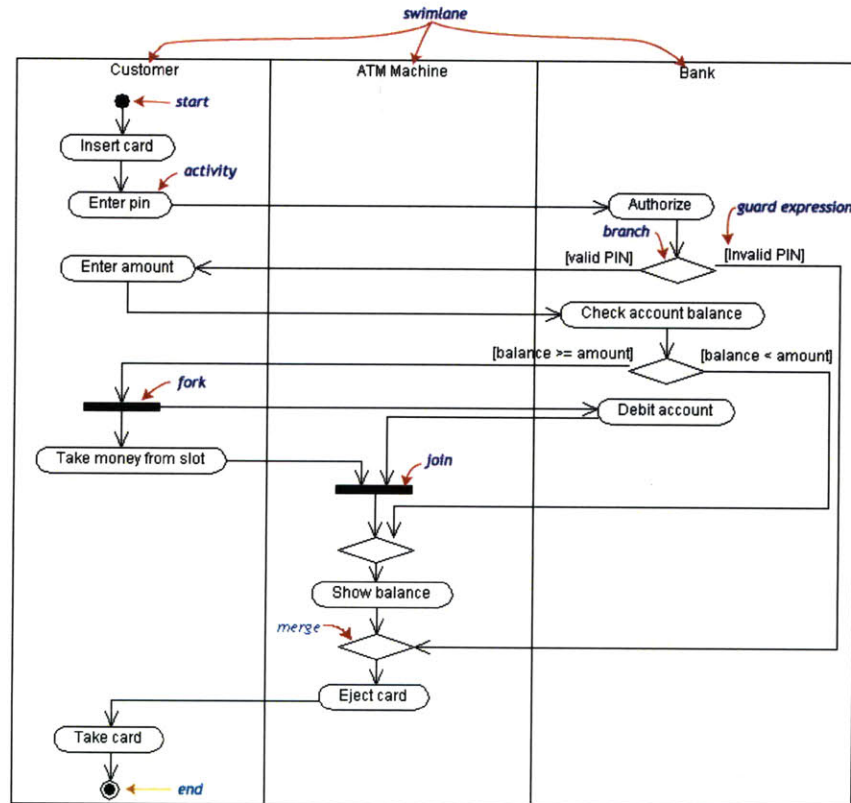 swimlane
Customer
ATM Machine
Bank
start
Insert card
activity
Enter pin
Authorize
guard expression
branch
Enter amount
[valid PIN]
[Invalid PIN]
Check account balance
[balance >= amount]
[balance < amount]
fork
Debit account
Take money from slot
join
Show balance
merge
Eject card
Take card
end